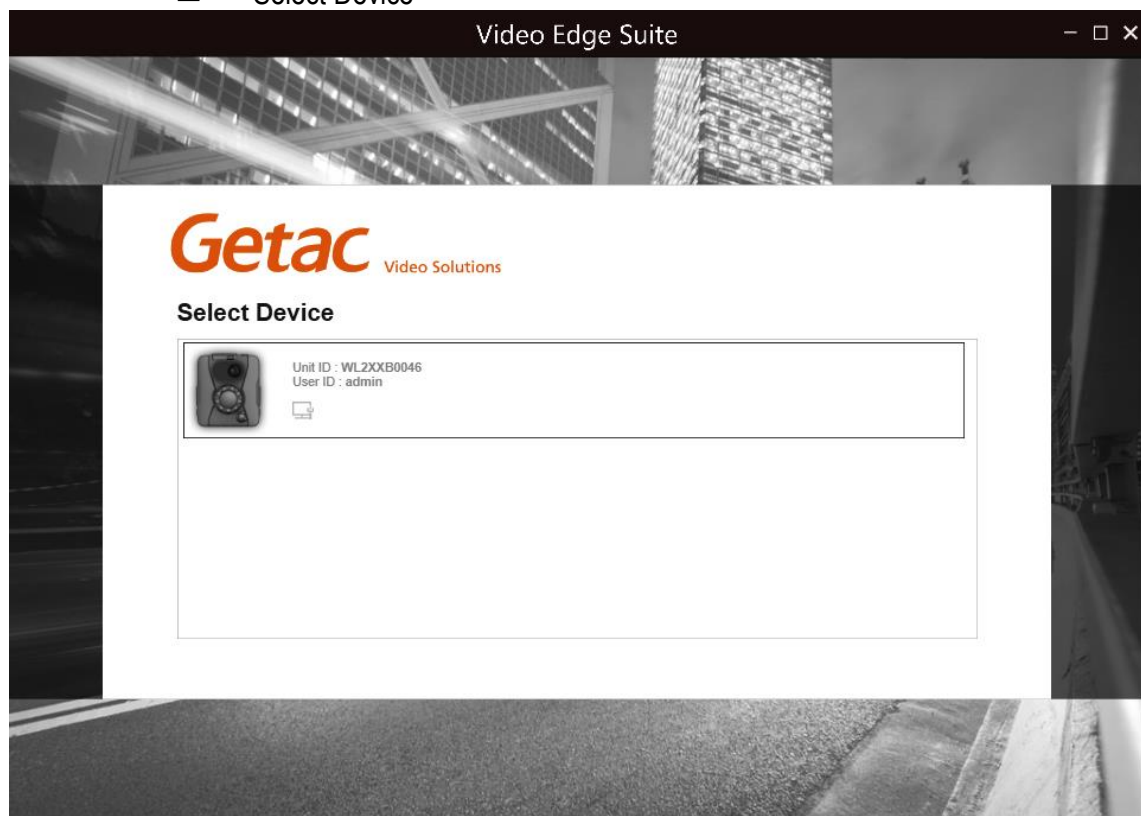 Select Device
Video Edge Suite
Getac Video Solutions
Select Device
Unit ID : WL2XXB0046
User ID : admin